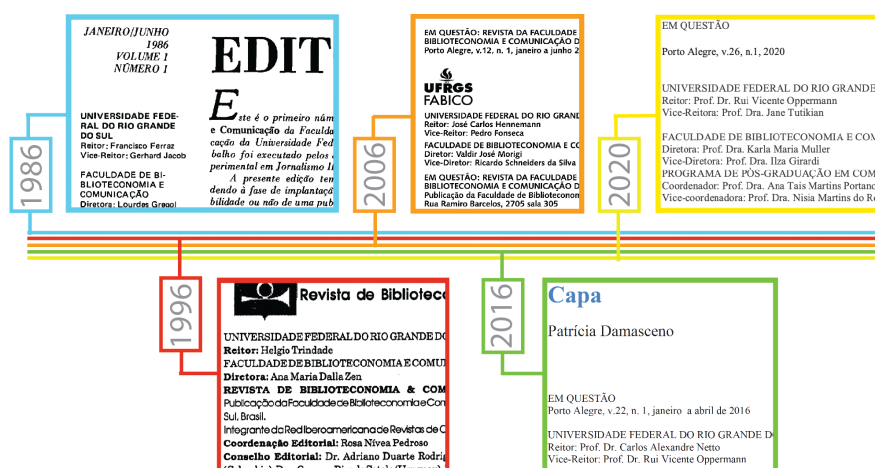 1986
JANEIRO/JUNHO
1986
VOLUME 1
NÚMERO 1
UNIVERSIDADE FEDE-
RAL DO RIO GRANDE
DO SUL
Reitor: Francisco Ferraz
Vice-Reitor: Gerhard Jacob
FACULDADE DE BI-
BLIOTECONOMIA E
COMUNICAÇÃO
Diretora: Lourdes Gregol
EDIT
Este é o primeiro núm
e Comunicação da Faculda
cação da Universidade Fed
balho foi executado pelos
perimental em Jornalismo II
A presente edição ten
dendo à fase de implantaçã
bilidade ou não de uma pub
2006
EM QUESTÃO: REVISTA DA FACULDADE
BIBLIOTECONOMIA E COMUNICAÇÃO D
Porto Alegre, v.12, n. 1, janeiro a junho 2
UFRGS
FABICO
UNIVERSIDADE FEDERAL DO RIO GRAND
Reitor: José Carlos Hennemann
Vice-Reitor: Pedro Fonseca
FACULDADE DE BIBLIOTECONOMIA E CO
Diretor: Valdir José Morigi
Vice-Diretor: Ricardo Schneiders da Silva
EM QUESTÃO: REVISTA DA FACULDADE
BIBLIOTECONOMIA E COMUNICAÇÃO D
Publicação da Faculdade de Biblioteconon
Rua Ramiro Barcelos, 2705 sala 305
2020
EM QUESTÃO
Porto Alegre, v.26, n.1, 2020
UNIVERSIDADE FEDERAL DO RIO GRANDE
Reitor: Prof. Dr. Rui Vicente Oppermann
Vice-Reitora: Prof. Dra. Jane Tutikian
FACULDADE DE BIBLIOTECONOMIA E COM
Diretora: Prof. Dra. Karla Maria Muller
Vice-Diretora: Prof. Dra. Ilza Girardi
PROGRAMA DE PÓS-GRADUAÇÃO EM COM
Coordenador: Prof. Dra. Ana Tais Martins Portano
Vice-coordenadora: Prof. Dra. Nisia Martins do Ro
1996
Revista de Bibliotec
UNIVERSIDADE FEDERAL DO RIO GRANDE DO
Reitor: Helgio Trindade
FACULDADE DE BIBLIOTECONOMIA E COMUI
Diretora: Ana Maria Dalla Zen
REVISTA DE BIBLIOTECONOMIA & COM
Publicação da Faculdade de Biblioteconomia e Com
Sul, Brasil.
Integrante da Red Iberoamericana de Revistas de C
Coordenação Editorial: Rosa Nívea Pedroso
Conselho Editorial: Dr. Adriano Duarte Rodrig
2016
Capa
Patrícia Damasceno
EM QUESTÃO
Porto Alegre, v.22, n. 1, janeiro a abril de 2016
UNIVERSIDADE FEDERAL DO RIO GRANDE D
Reitor: Prof. Dr. Carlos Alexandre Netto
Vice-Reitor: Prof. Dr. Rui Vicente Oppermann